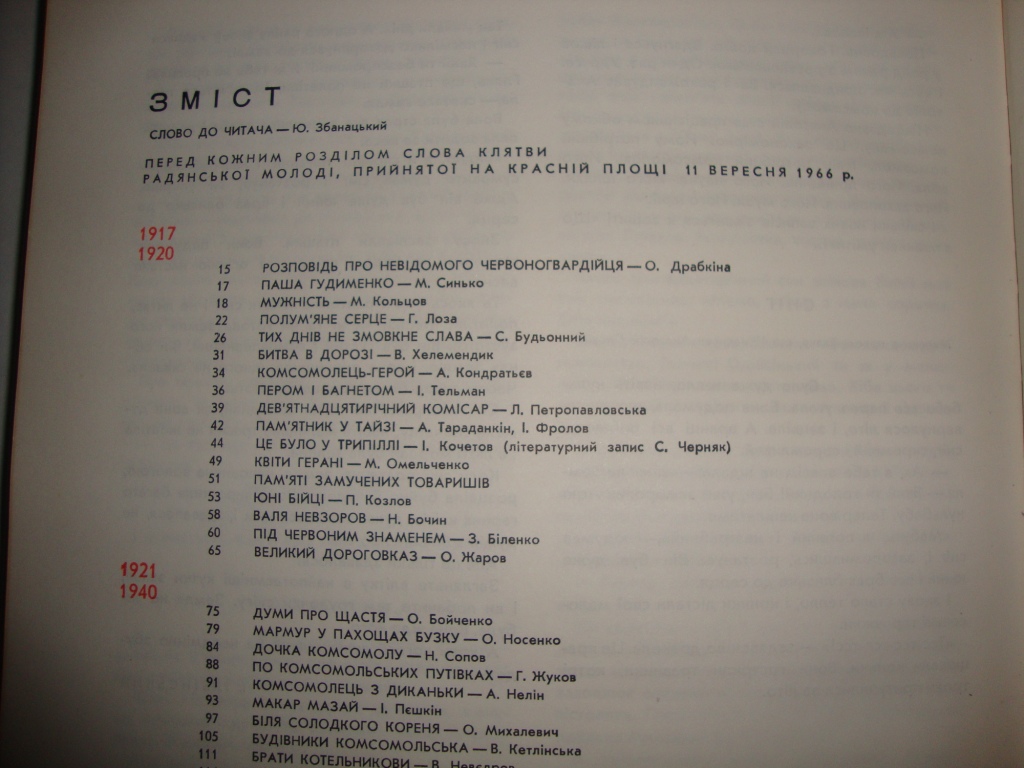 ЗМІСТ
СЛОВО ДО ЧИТАЧА — Ю. Збанацький
ПЕРЕД КОЖНИМ РОЗДІЛОМ СЛОВА КЛЯТВИ
РАДЯНСЬКОЇ МОЛОДІ, ПРИЙНЯТОЇ НА КРАСНІЙ ПЛОЩІ 11 ВЕРЕСНЯ 1966 р.
1917
1920
15 РОЗПОВІДЬ ПРО НЕВІДОМОГО ЧЕРВОНОГВАРДІЙЦЯ — О. Драбкіна
17 ПАША ГУДИМЕНКО — М. Синько
18 МУЖНІСТЬ — М. Кольцов
22 ПОЛУМ'ЯНЕ СЕРЦЕ — Г. Лоза
26 ТИХ ДНІВ НЕ ЗМОВКНЕ СЛАВА — С. Будьонний
31 БИТВА В ДОРОЗІ — В. Хелемендик
34 КОМСОМОЛЕЦЬ-ГЕРОЙ — А. Кондратьєв
36 ПЕРОМ І БАГНЕТОМ — І. Тельман
39 ДЕВ'ЯТНАДЦЯТИРІЧНИЙ КОМІСАР — Л. Петропавловська
42 ПАМ'ЯТНИК У ТАЙЗІ — А. Тараданкін, І. Фролов
44 ЦЕ БУЛО У ТРИПІЛЛІ — І. Кочетов (літературний запис С. Черняк)
49 КВІТИ ГЕРАНІ — М. Омельченко
51 ПАМ'ЯТІ ЗАМУЧЕНИХ ТОВАРИШІВ
53 ЮНІ БІЙЦІ — П. Козлов
58 ВАЛЯ НЕВЗОРОВ — Н. Бочин
60 ПІД ЧЕРВОНИМ ЗНАМЕНЕМ — З. Біленко
65 ВЕЛИКИЙ ДОРОГОВКАЗ — О. Жаров
1921
1940
75 ДУМИ ПРО ЩАСТЯ — О. Бойченко
79 МАРМУР У ПАХОЩАХ БУЗКУ — О. Носенко
84 ДОЧКА КОМСОМОЛУ — Н. Сопов
88 ПО КОМСОМОЛЬСЬКИХ ПУТІВКАХ — Г. Жуков
91 КОМСОМОЛЕЦЬ З ДИКАНЬКИ — А. Нелін
93 МАКАР МАЗАЙ — І. Пєшкін
97 БІЛЯ СОЛОДКОГО КОРЕНЯ — О. Михалевич
105 БУДІВНИКИ КОМСОМОЛЬСЬКА — В. Кетлінська
111 БРАТИ КОТЕЛЬНИКОВИ — В.